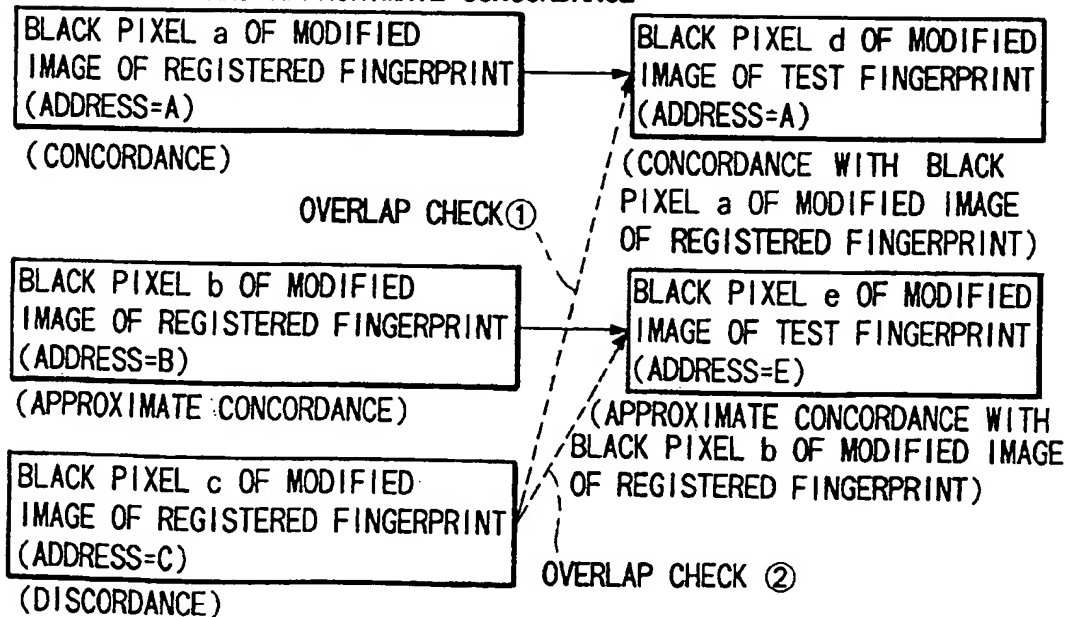 BLACK PIXEL a OF MODIFIED
IMAGE OF REGISTERED FINGERPRINT
(ADDRESS=A)
(CONCORDANCE)
BLACK PIXEL d OF MODIFIED
IMAGE OF TEST FINGERPRINT
(ADDRESS=A)
(CONCORDANCE WITH BLACK
PIXEL a OF MODIFIED IMAGE
OF REGISTERED FINGERPRINT)
OVERLAP CHECK①
BLACK PIXEL b OF MODIFIED
IMAGE OF REGISTERED FINGERPRINT
(ADDRESS=B)
(APPROXIMATE CONCORDANCE)
BLACK PIXEL e OF MODIFIED
IMAGE OF TEST FINGERPRINT
(ADDRESS=E)
(APPROXIMATE CONCORDANCE WITH
BLACK PIXEL b OF MODIFIED IMAGE
OF REGISTERED FINGERPRINT)
BLACK PIXEL c OF MODIFIED
IMAGE OF REGISTERED FINGERPRINT
(ADDRESS=C)
(DISCORDANCE)
OVERLAP CHECK ②